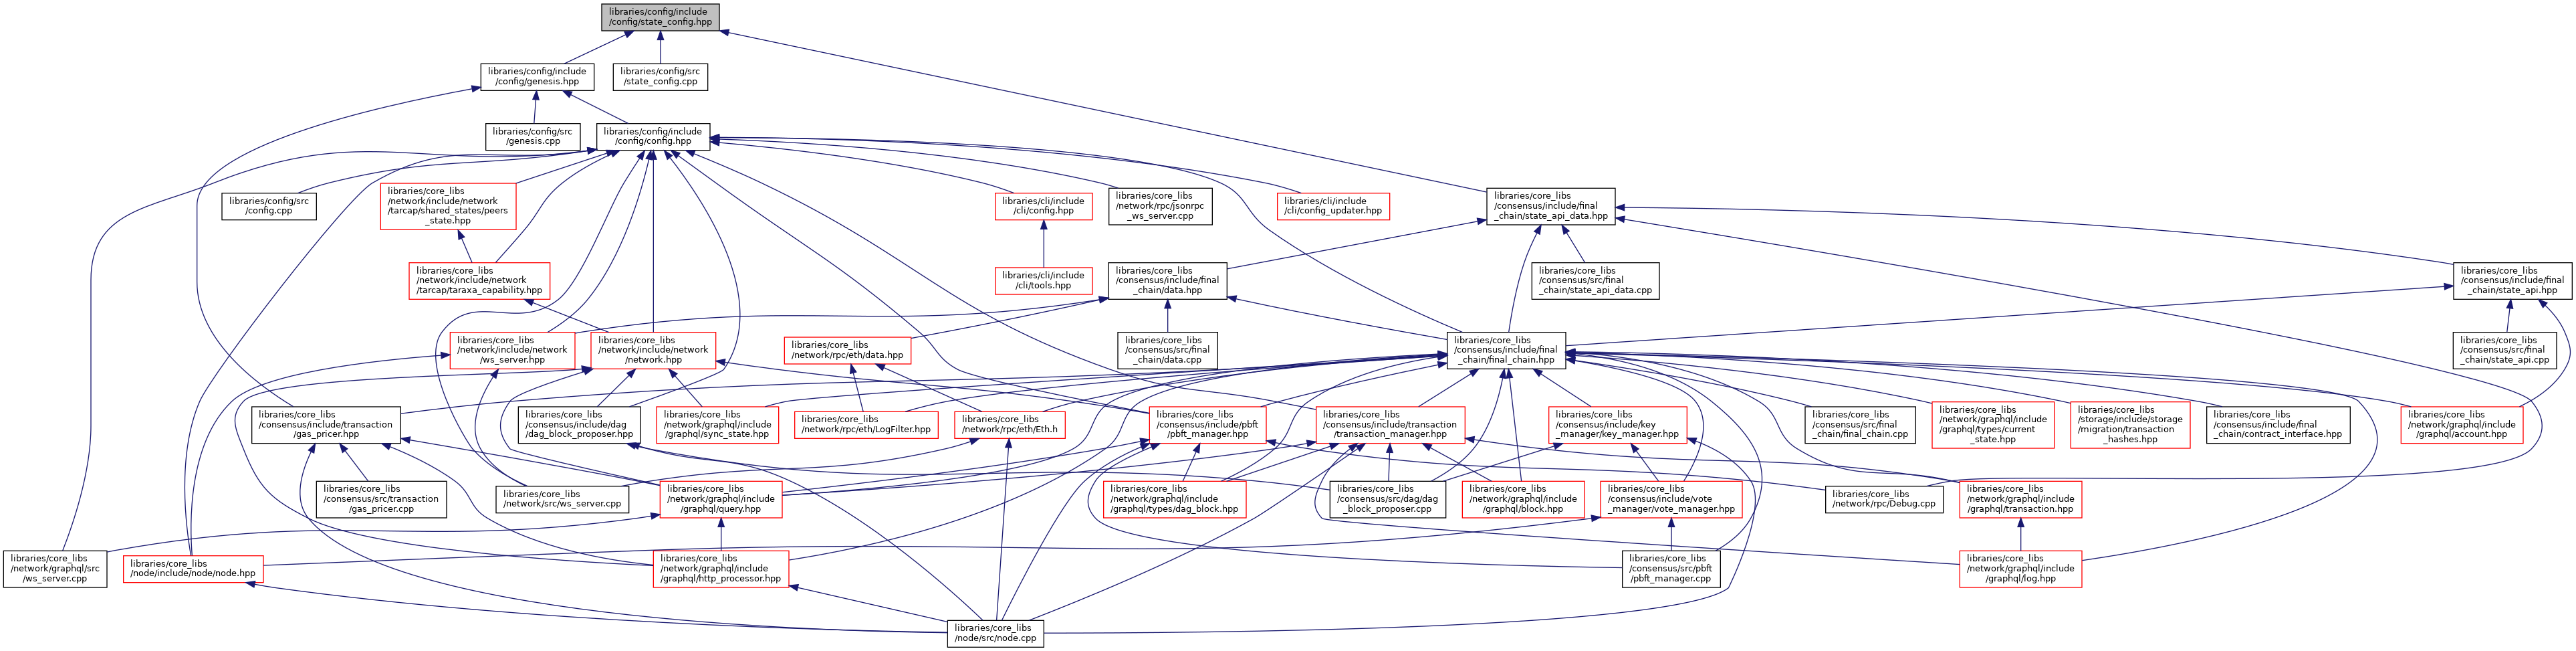 libraries/config/include
/config/state_config.hpp
libraries/config/include
/config/genesis.hpp
libraries/config/src
/state_config.cpp
libraries/config/src
/genesis.cpp
libraries/config/include
/config/config.hpp
libraries/config/src
/config.cpp
libraries/core_libs
/network/include/network
/tarcap/shared_states/peers
_state.hpp
libraries/cli/include
/cli/config.hpp
libraries/core_libs
/network/rpc/jsonrpc
_ws_server.cpp
libraries/cli/include
/cli/config_updater.hpp
libraries/core_libs
/consensus/include/final
_chain/state_api_data.hpp
libraries/core_libs
/network/include/network
/tarcap/taraxa_capability.hpp
libraries/cli/include
/cli/tools.hpp
libraries/core_libs
/consensus/include/final
_chain/data.hpp
libraries/core_libs
/consensus/src/final
_chain/state_api_data.cpp
libraries/core_libs
/consensus/include/final
_chain/state_api.hpp
libraries/core_libs
/network/include/network
/ws_server.hpp
libraries/core_libs
/network/include/network
/network.hpp
libraries/core_libs
/network/rpc/eth/data.hpp
libraries/core_libs
/consensus/src/final
_chain/data.cpp
libraries/core_libs
/consensus/include/final
_chain/final_chain.hpp
libraries/core_libs
/consensus/src/final
_chain/state_api.cpp
libraries/core_libs
/consensus/include/transaction
/gas_pricer.hpp
libraries/core_libs
/consensus/include/dag
/dag_block_proposer.hpp
libraries/core_libs
/network/graphql/include
/graphql/sync_state.hpp
libraries/core_libs
/network/rpc/eth/LogFilter.hpp
libraries/core_libs
/network/rpc/eth/Eth.h
libraries/core_libs
/consensus/include/pbft
/pbft_manager.hpp
libraries/core_libs
/consensus/include/transaction
/transaction_manager.hpp
libraries/core_libs
/consensus/include/key
_manager/key_manager.hpp
libraries/core_libs
/consensus/src/final
_chain/final_chain.cpp
libraries/core_libs
/network/graphql/include
/graphql/types/current
_state.hpp
libraries/core_libs
/storage/include/storage
/migration/transaction
_hashes.hpp
libraries/core_libs
/consensus/include/final
_chain/contract_interface.hpp
libraries/core_libs
/network/graphql/include
/graphql/account.hpp
libraries/core_libs
/consensus/src/transaction
/gas_pricer.cpp
libraries/core_libs
/network/src/ws_server.cpp
libraries/core_libs
/network/graphql/include
/graphql/query.hpp
libraries/core_libs
/network/graphql/include
/graphql/types/dag_block.hpp
libraries/core_libs
/consensus/src/dag/dag
_block_proposer.cpp
libraries/core_libs
/network/graphql/include
/graphql/block.hpp
libraries/core_libs
/consensus/include/vote
_manager/vote_manager.hpp
libraries/core_libs
/network/rpc/Debug.cpp
libraries/core_libs
/network/graphql/include
/graphql/transaction.hpp
libraries/core_libs
/network/graphql/src
/ws_server.cpp
libraries/core_libs
/node/include/node/node.hpp
libraries/core_libs
/network/graphql/include
/graphql/http_processor.hpp
libraries/core_libs
/consensus/src/pbft
/pbft_manager.cpp
libraries/core_libs
/network/graphql/include
/graphql/log.hpp
libraries/core_libs
/node/src/node.cpp